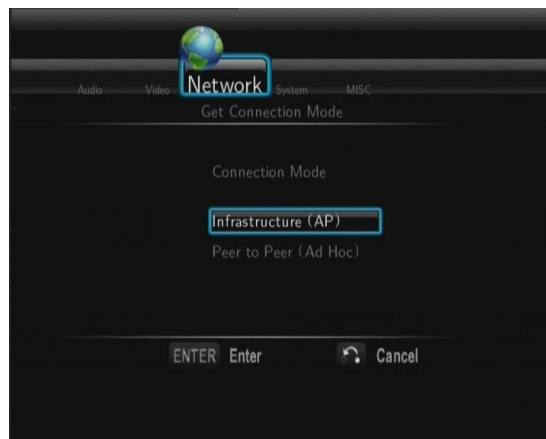 Audio Video Network System MISC
Get Connection Mode
Connection Mode
Infrastructure (AP)
Peer to Peer (Ad Hoc)
ENTER Enter Cancel